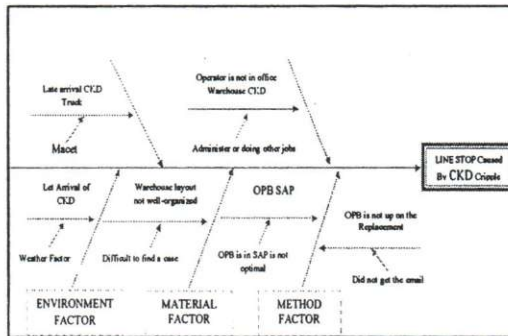 Operator is not in office
Warehouse CKD
Late arrival CKD
Truck
Macet
Administer or doing other jobs
LINE STOP Caused
By CKD Cripple
Let Arrival of
CKD
Warehouse layout
not well-organized
OPB SAP
OPB is not up on the
Replacement
Weather Factor
Difficult to find a case
OPB is in SAP is not
optimal
Did not get the email
ENVIRONMENT
FACTOR
MATERIAL
FACTOR
METHOD
FACTOR